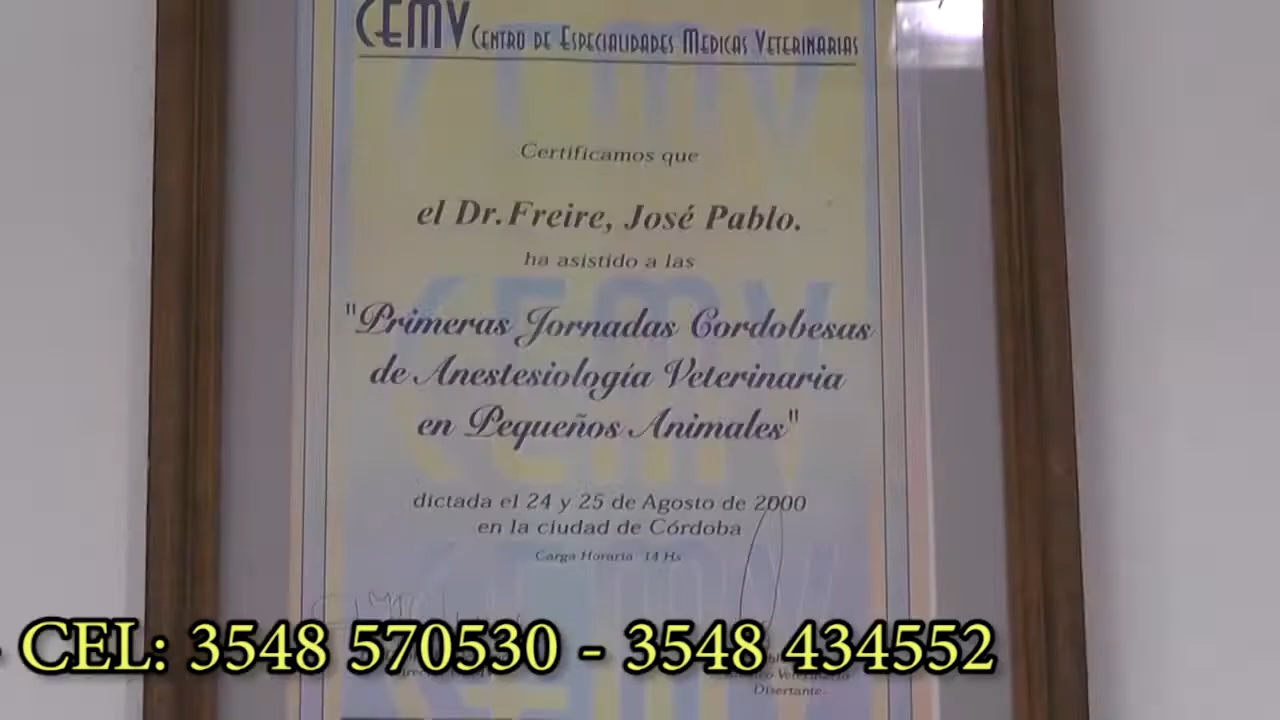 CEMV CENTRO DE ESPECIALIDADES MEDICAS VETERINARIAS
Certificamos que
el Dr. Freire, José Pablo.
ha asistido a las
"Primeras Jornadas Cordobesas
de Anestesiología Veterinaria
en Pequeños Animales"
dictada el 24 y 25 de Agosto de 2000
en la ciudad de Córdoba
Carga Horaria 14 Hs
- CEL: 3548 570530 - 3548 434552
Disertante